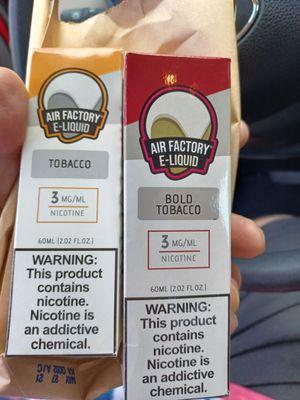 AIR FACTORY
E-LIQUID
TOBACCO
3 MG/ML
NICOTINE
60ML (2.02 FL.OZ.)
WARNING:
This product
contains
nicotine.
Nicotine is
an addictive
chemical.
AIR FACTORY
E-LIQUID
BOLD
TOBACCO
3 MG/ML
NICOTINE
60ML (2.02 FL.OZ.)
WARNING:
This product
contains
nicotine.
Nicotine is
an addictive
chemical.